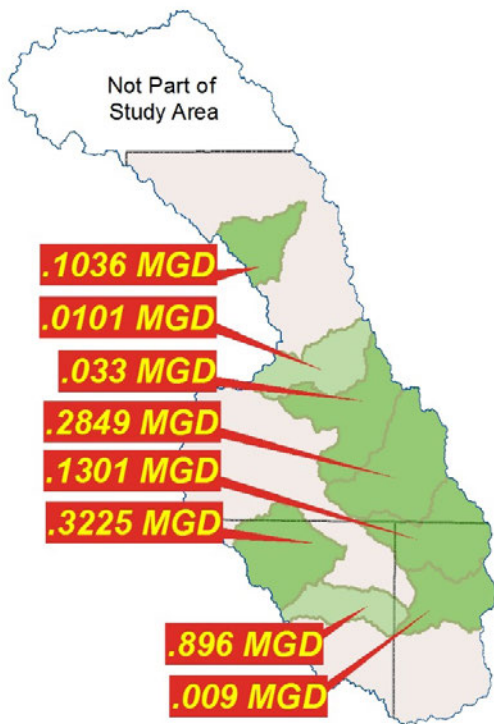 Not Part of
Study Area
.1036 MGD
.0101 MGD
.033 MGD
.2849 MGD
.1301 MGD
.3225 MGD
.896 MGD
.009 MGD